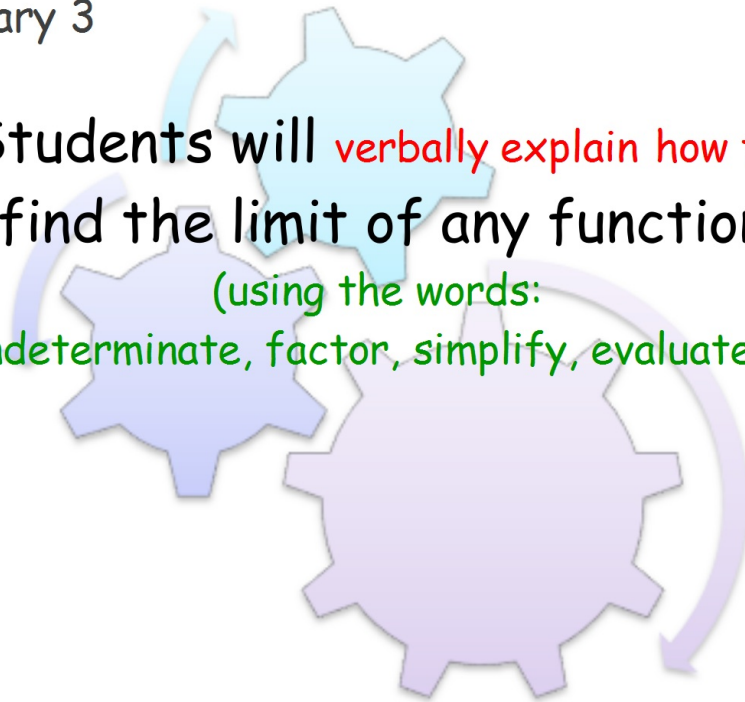 ary 3
Students will verbally explain how t
find the limit of any function
(using the words:
ndeterminate, factor, simplify, evaluate